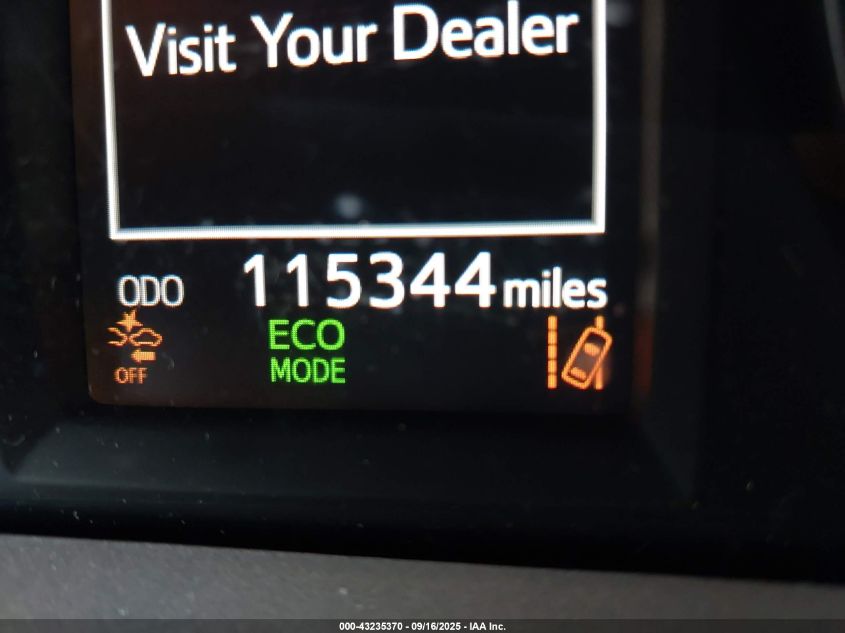 Visit Your Dealer
ODO 115344 miles
ECO
MODE
OFF
000-43235370 - 09/16/2025 - IAA Inc.